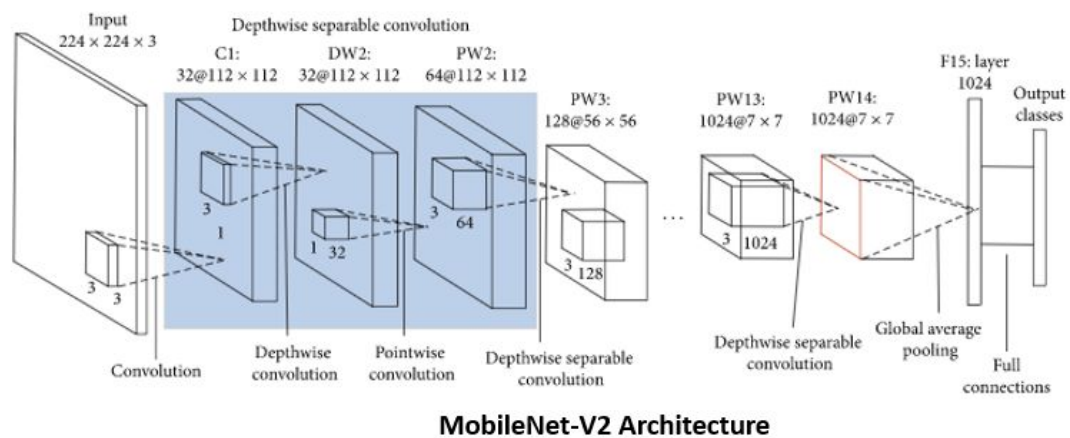 Input
224 × 224 × 3
Depthwise separable convolution
C1:
32@112 × 112
DW2:
32@112 × 112
PW2:
64@112 × 112
PW3:
128@56 × 56
PW13:
1024@7 × 7
PW14:
1024@7 × 7
F15: layer
1024
Output
classes
3
3
3
1
1
32
3
64
3
128
...
3
1024
Convolution
Depthwise
convolution
Pointwise
convolution
Depthwise separable
convolution
Depthwise separable
convolution
Global average
pooling
Full
connections
MobileNet-V2 Architecture